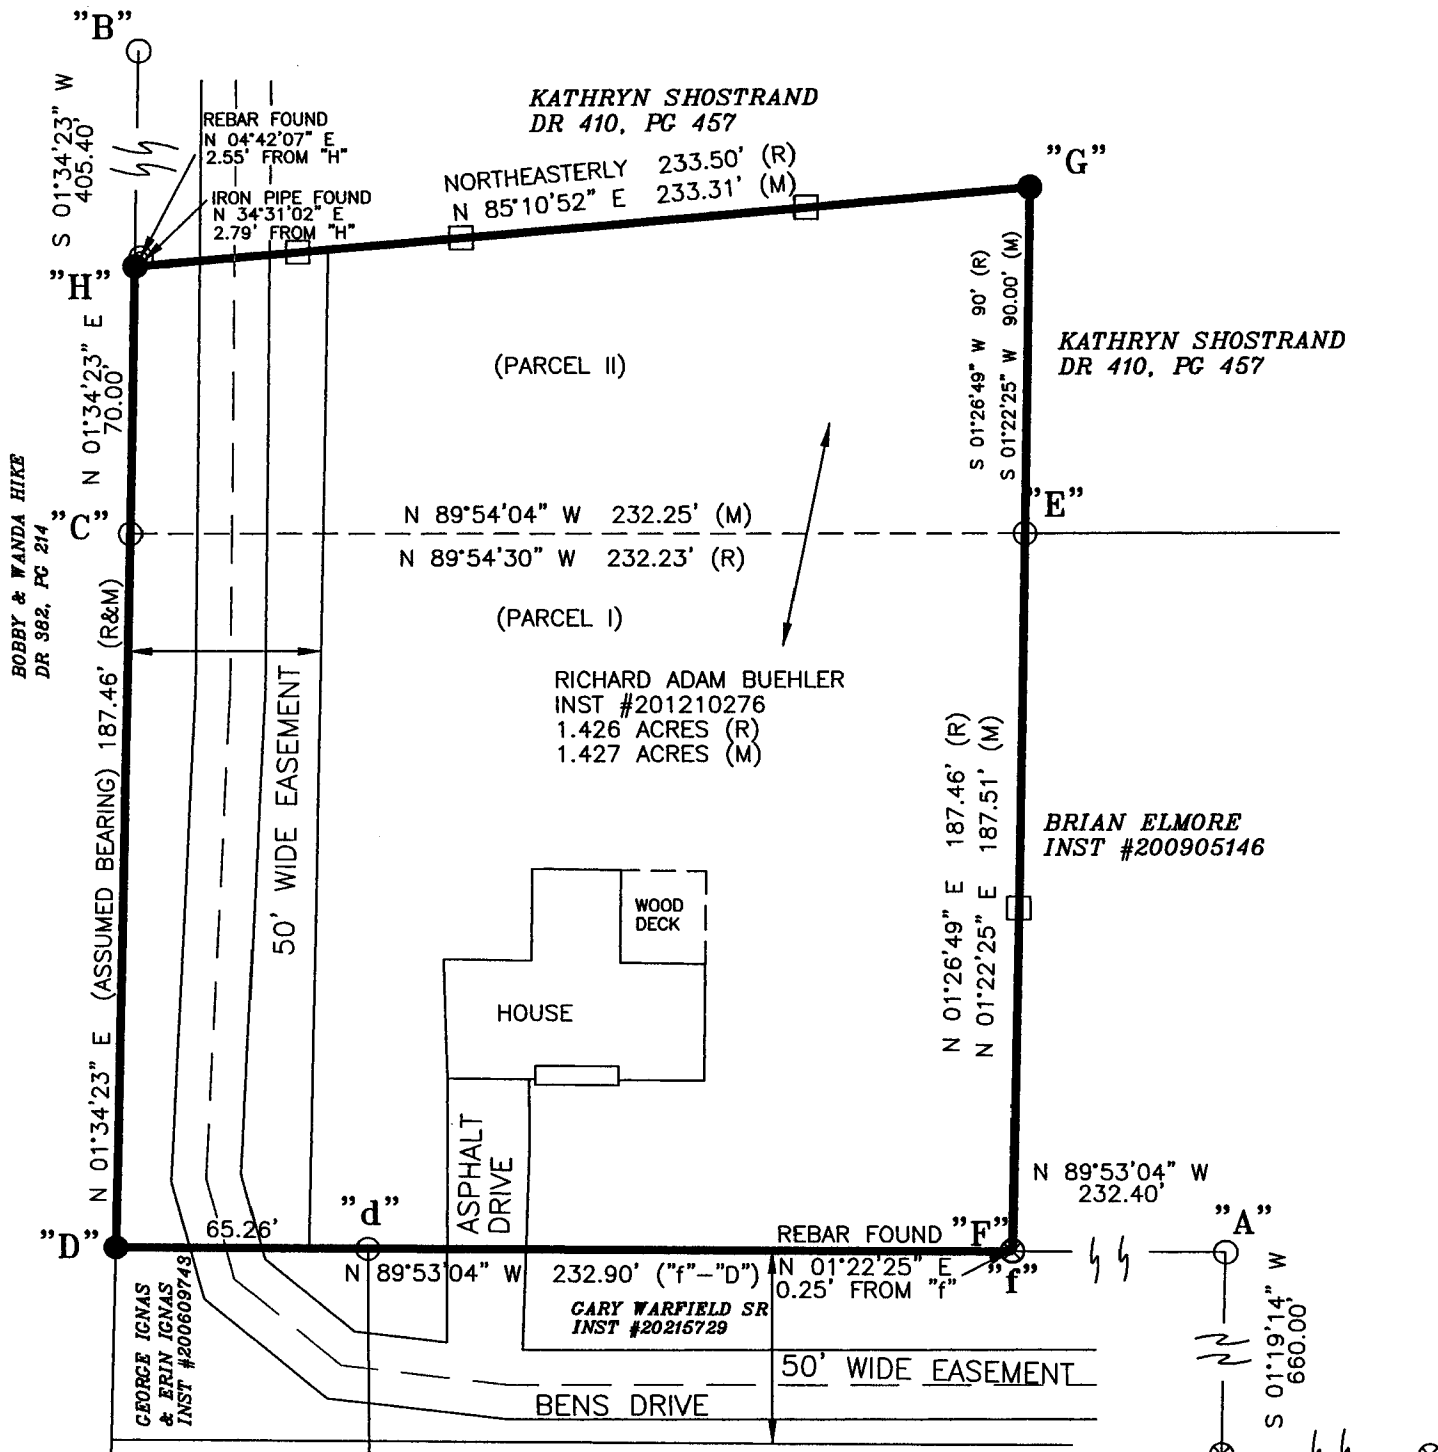 "B"
S 01°34'23" W
405.40'
REBAR FOUND
N 04°42'07" E
2.55' FROM "H"
IRON PIPE FOUND
N 34°31'02" E
2.79' FROM "H"
KATHRYN SHOSTRAND
DR 410, PG 457
NORTHEASTERLY 233.50' (R)
N 85°10'52" E 233.31' (M)
"G"
"H"
N 01°34'23" E
70.00'
S 01°26'49" W 90' (R)
S 01°22'25" W 90.00' (M)
KATHRYN SHOSTRAND
DR 410, PG 457
(PARCEL II)
BOBBY & WANDA HIKE
DR 382, PG 214
"C"
N 89°54'04" W 232.25' (M)
N 89°54'30" W 232.23' (R)
"E"
(PARCEL I)
N 01°34'23" E (ASSUMED BEARING) 187.46' (R&M)
50' WIDE EASEMENT
RICHARD ADAM BUEHLER
INST #201210276
1.426 ACRES (R)
1.427 ACRES (M)
N 01°26'49" E 187.46' (R)
N 01°22'25" E 187.51' (M)
BRIAN ELMORE
INST #200905146
WOOD
DECK
HOUSE
ASPHALT
DRIVE
N 89°53'04" W
232.40'
"D"
65.26'
"d"
REBAR FOUND
N 01°22'25" E
0.25' FROM "f"
"F"
"f"
"A"
N 89°53'04" W 232.90' ("f"-"D")
GARY WARFIELD SR
INST #20215729
GEORGE IGNAS
& ERIN IGNAS
INST #200609743
50' WIDE EASEMENT
BENS DRIVE
S 01°19'14" W
660.00'